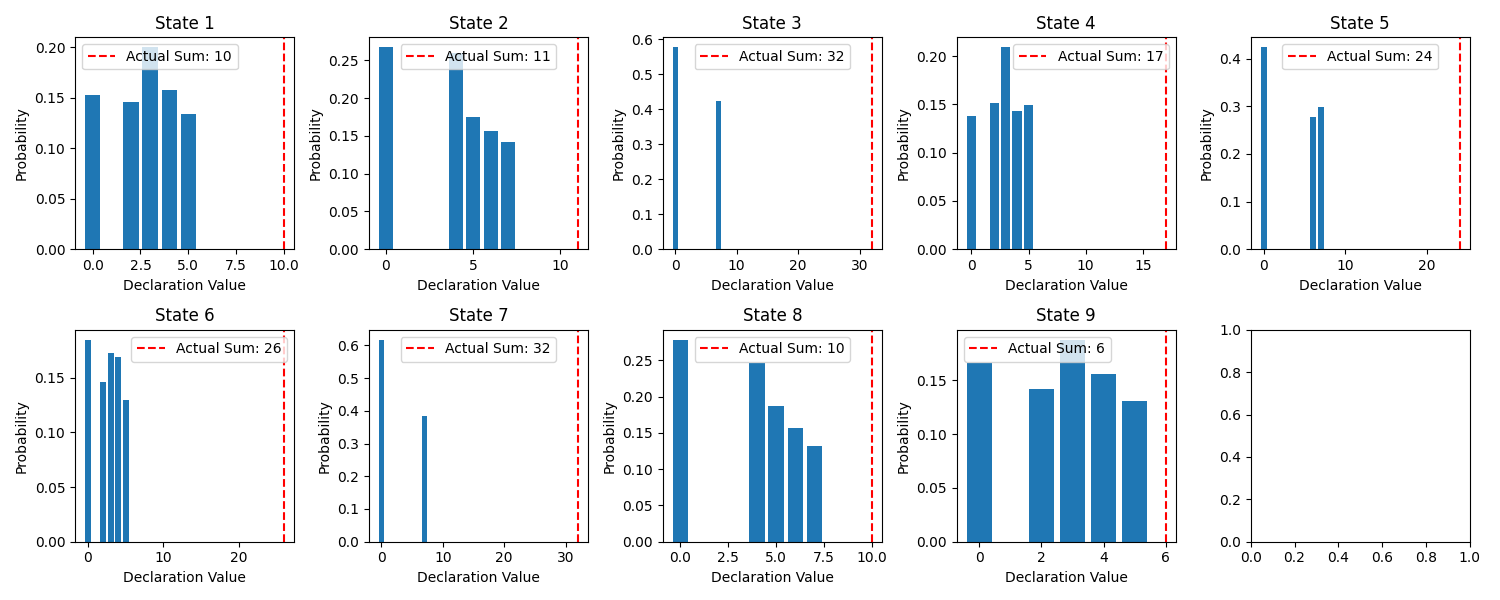 State 1
Actual Sum: 10
0.20
0.15
0.10
0.05
0.00
Probability
0.0 2.5 5.0 7.5 10.0
Declaration Value
State 2
Actual Sum: 11
0.25
0.20
0.15
0.10
0.05
0.00
Probability
0 5 10
Declaration Value
State 3
Actual Sum: 32
0.6
0.5
0.4
0.3
0.2
0.1
0.0
Probability
0 10 20 30
Declaration Value
State 4
Actual Sum: 17
0.20
0.15
0.10
0.05
0.00
Probability
0 5 10 15
Declaration Value
State 5
Actual Sum: 24
0.4
0.3
0.2
0.1
0.0
Probability
0 10 20
Declaration Value
State 6
Actual Sum: 26
0.15
0.10
0.05
0.00
Probability
0 10 20
Declaration Value
State 7
Actual Sum: 32
0.6
0.5
0.4
0.3
0.2
0.1
0.0
Probability
0 10 20 30
Declaration Value
State 8
Actual Sum: 10
0.25
0.20
0.15
0.10
0.05
0.00
Probability
0.0 2.5 5.0 7.5 10.0
Declaration Value
State 9
Actual Sum: 6
0.15
0.10
0.05
0.00
Probability
0 2 4 6
Declaration Value
1.0
0.8
0.6
0.4
0.2
0.0
0.0 0.2 0.4 0.6 0.8 1.0